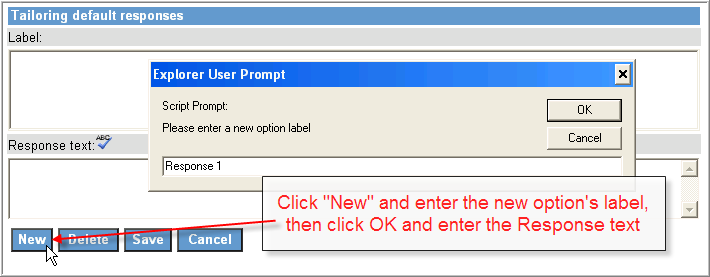 Tailoring default responses
Label:
Explorer User Prompt
Script Prompt:
OK
Please enter a new option label
Cancel
Response text: ABC
Response 1
Click "New" and enter the new option's label,
then click OK and enter the Response text
New Delete Save Cancel